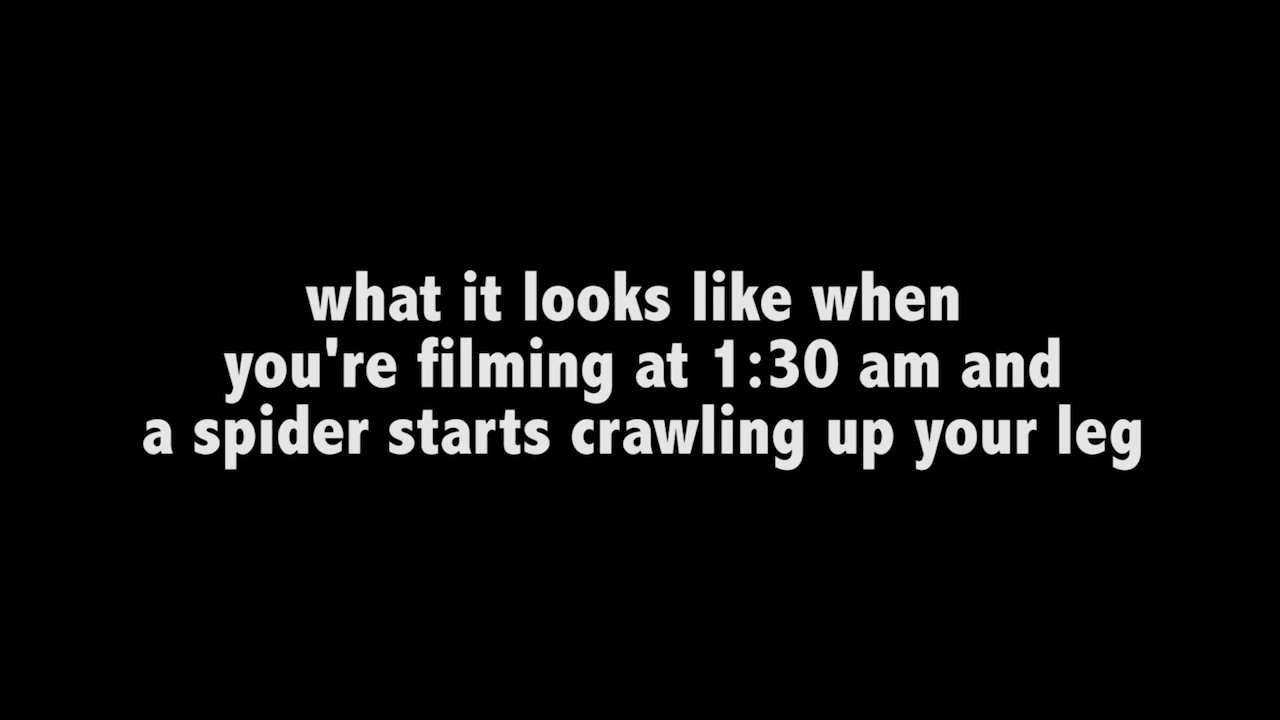 what it looks like when
you're filming at 1:30 am and
a spider starts crawling up your leg